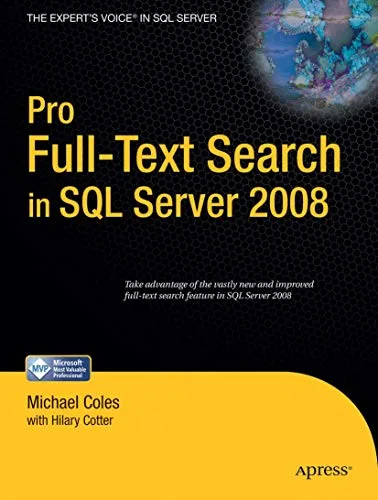 THE EXPERT'S VOICE® IN SQL SERVER
Pro
Full-Text Search
in SQL Server 2008
Take advantage of the vastly new and improved
full-text search feature in SQL Server 2008
MVP
Microsoft
Most Valuable
Professional
Michael Coles
with Hilary Cotter
Apress®